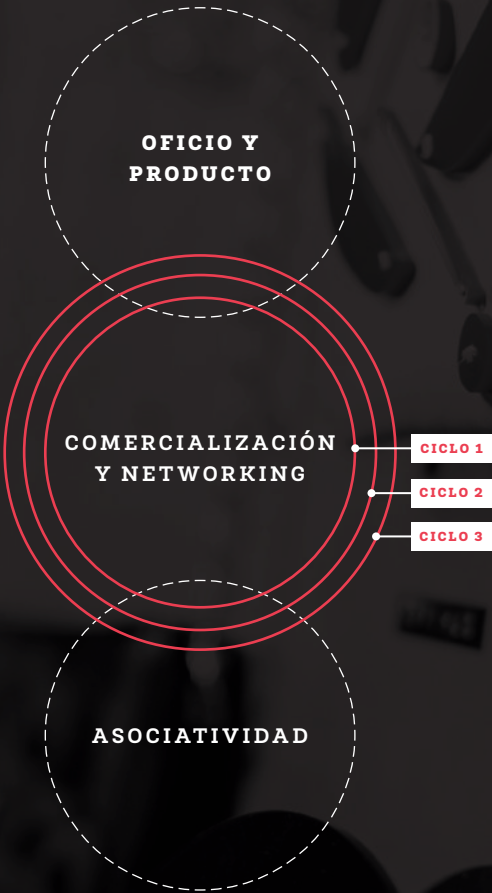 OFICIO Y
PRODUCTO
COMERCIALIZACIÓN
Y NETWORKING
CICLO 1
CICLO 2
CICLO 3
ASOCIATIVIDAD